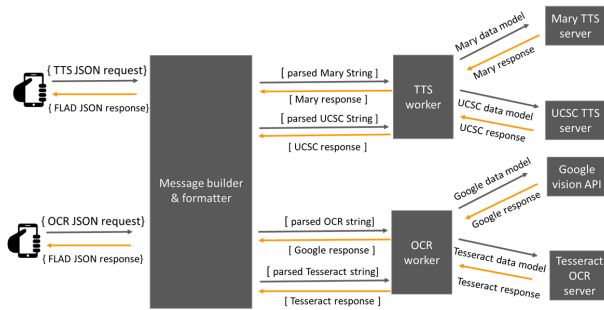 { TTS JSON request}
{ FLAD JSON response}
{ OCR JSON request}
{ FLAD JSON response}
Message builder
& formatter
[ parsed Mary String ]
[ Mary response ]
[ parsed UCSC String ]
[ UCSC response ]
[ parsed OCR string]
[ Google response ]
[ parsed Tesseract string]
[Tesseract response ]
TTS
worker
OCR
worker
Mary data model
Mary response
UCSC data model
UCSC response
Google data model
Google response
Tesseract data model
Tesseract response
Mary TTS
server
UCSC TTS
server
Google
vision API
Tesseract
OCR
server